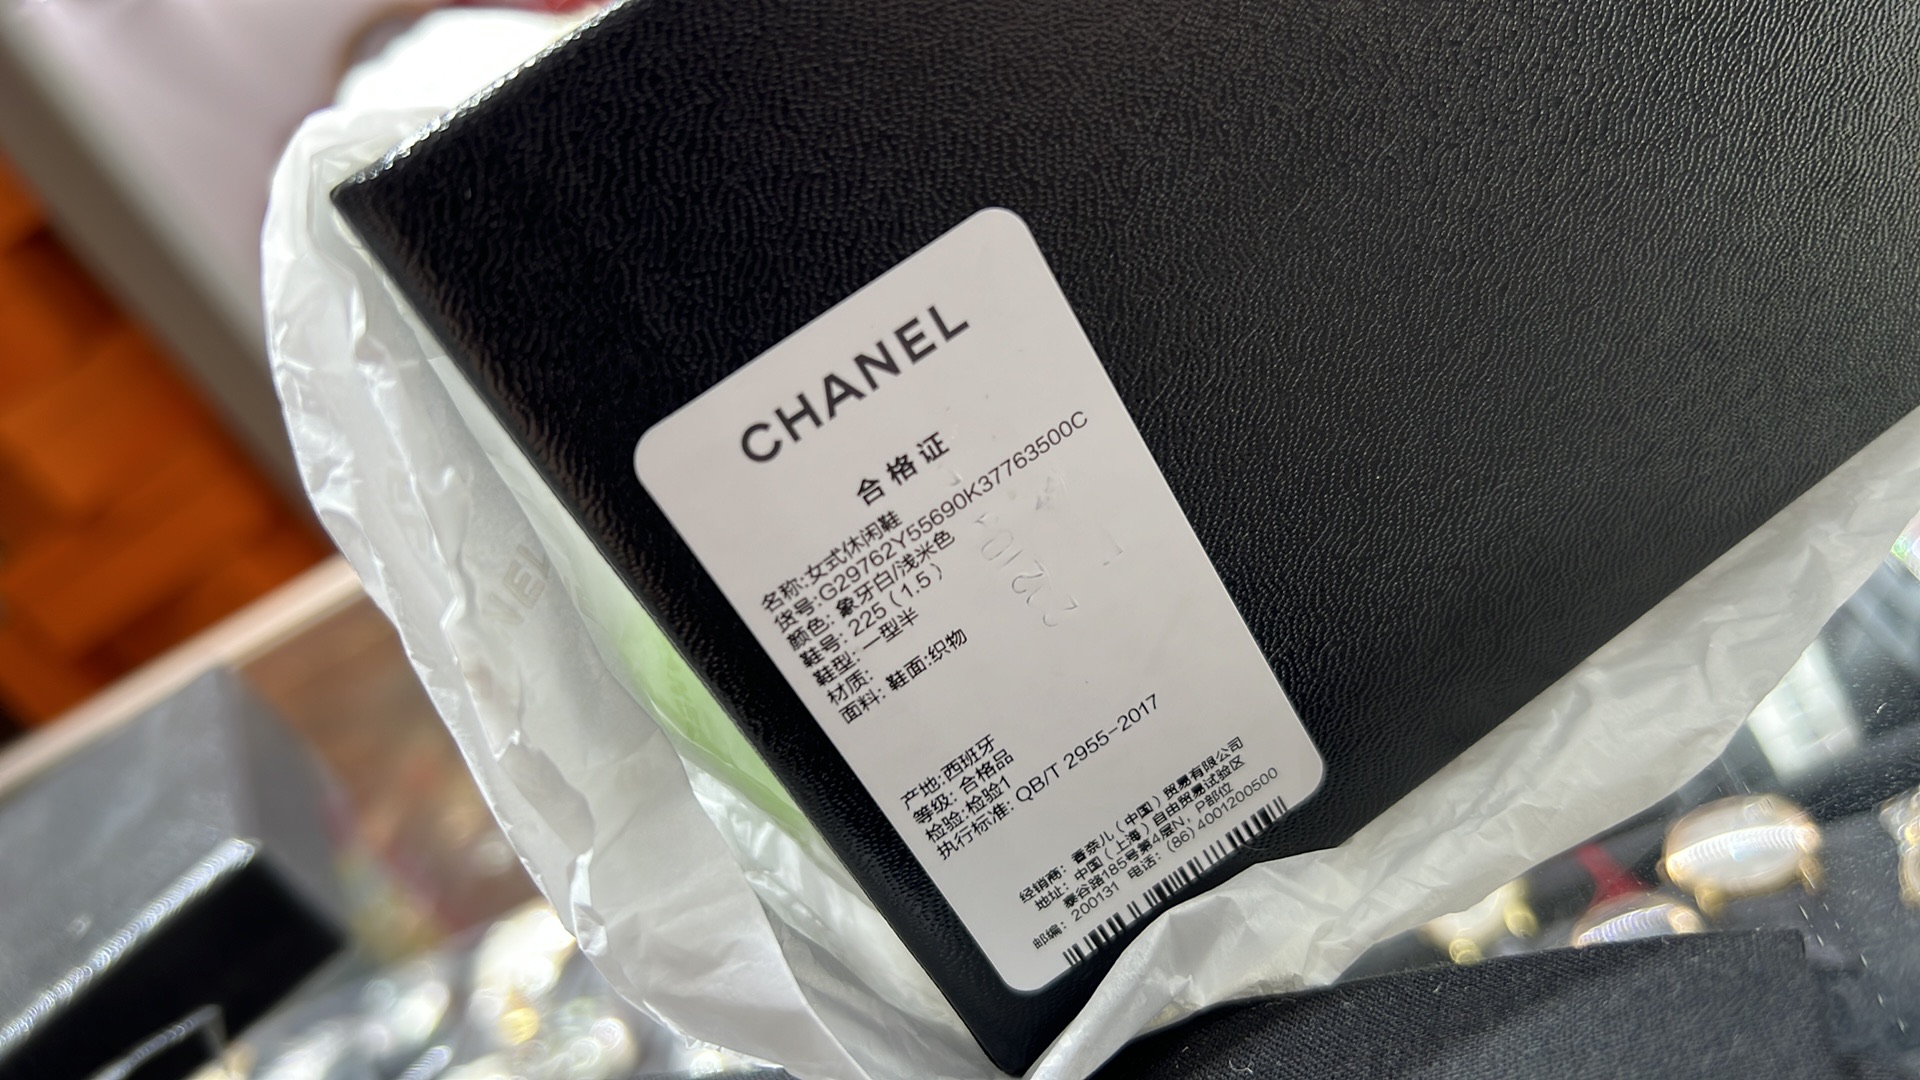 CHANEL
合格证
名称:女式休闲鞋
货号:G29762Y55690K37763500C
颜色: 象牙白/浅米色
鞋号: 225 ( 1.5 )
鞋型: 一型半
材质:
面料: 鞋面:织物
产地:西班牙
等级: 合格品
检验:检验1
执行标准: QB/T 2955-2017
经销商: 香奈儿(中国)贸易有限公司
地址: 中国(上海)自由贸易试验区
泰谷路185号第4层N、P部位
邮编: 200131 电话: (86) 4001200500
NEL